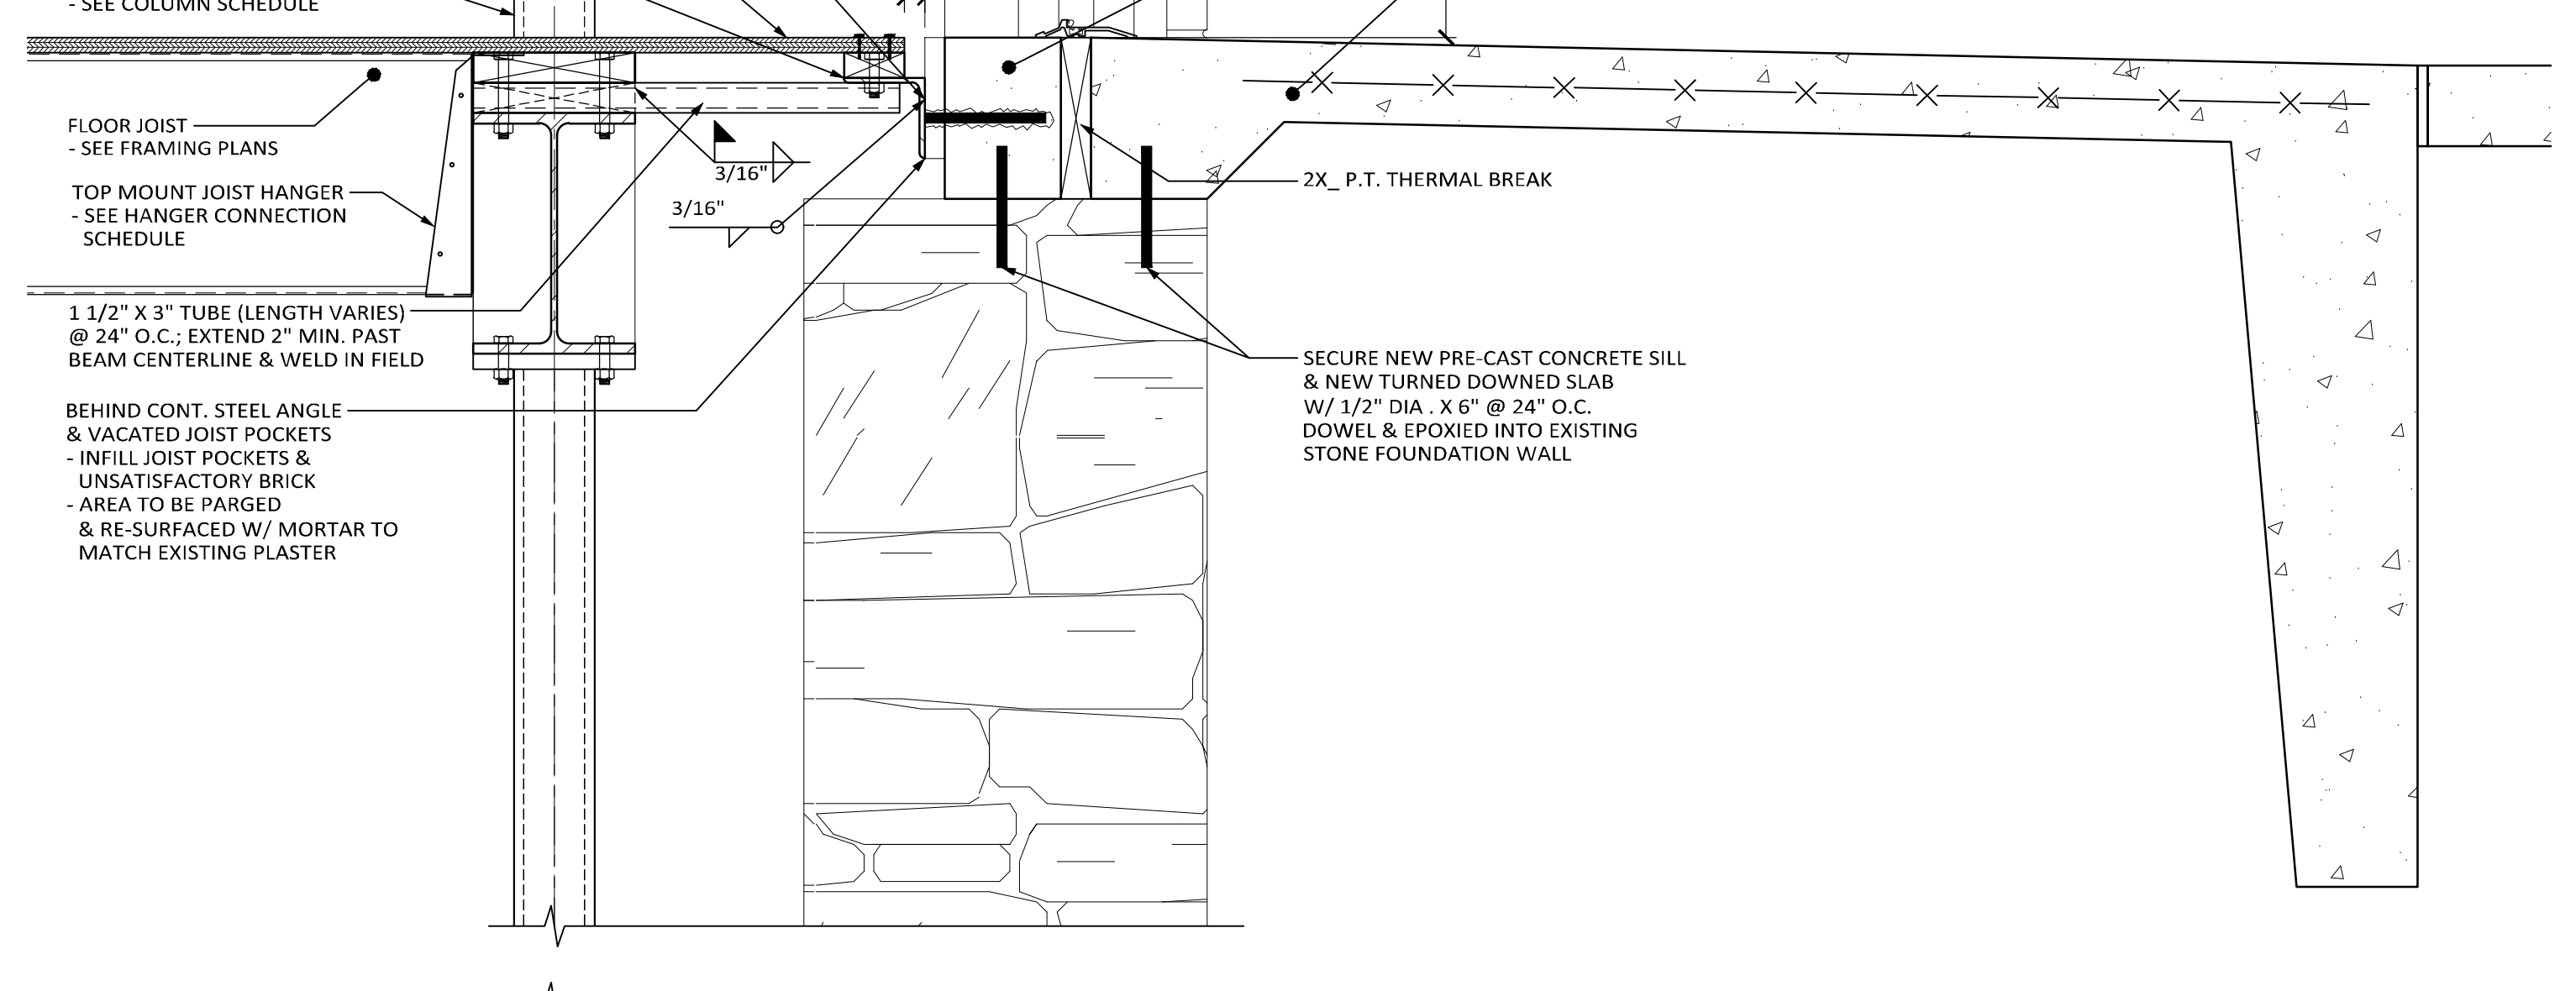 - SEE COLUMN SCHEDULE
FLOOR JOIST
- SEE FRAMING PLANS
TOP MOUNT JOIST HANGER
- SEE HANGER CONNECTION
SCHEDULE
3/16"
3/16"
1 1/2" X 3" TUBE (LENGTH VARIES)
@ 24" O.C.; EXTEND 2" MIN. PAST
BEAM CENTERLINE & WELD IN FIELD
BEHIND CONT. STEEL ANGLE
& VACATED JOIST POCKETS
- INFILL JOIST POCKETS &
UNSATISFACTORY BRICK
- AREA TO BE PARGED
& RE-SURFACED W/ MORTAR TO
MATCH EXISTING PLASTER
2X_ P.T. THERMAL BREAK
SECURE NEW PRE-CAST CONCRETE SILL
& NEW TURNED DOWNED SLAB
W/ 1/2" DIA . X 6" @ 24" O.C.
DOWEL & EPOXIED INTO EXISTING
STONE FOUNDATION WALL